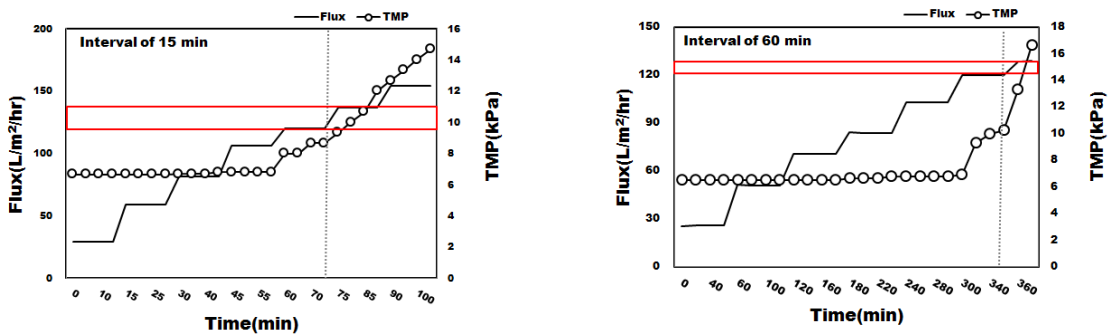 Flux TMP
Interval of 15 min
Flux(L/m²/hr)
200
150
100
50
0
16
14
12
10
8
6
4
2
0
TMP(kPa)
0 10 15 25 30 40 45 55 60 70 75 85 90 100
Time(min)
Flux TMP
Interval of 60 min
Flux(L/m²/hr)
150
120
90
60
30
0
18
16
14
12
10
8
6
4
2
0
TMP(kPa)
0 40 60 100 120 160 180 220 240 280 300 340 360
Time(min)